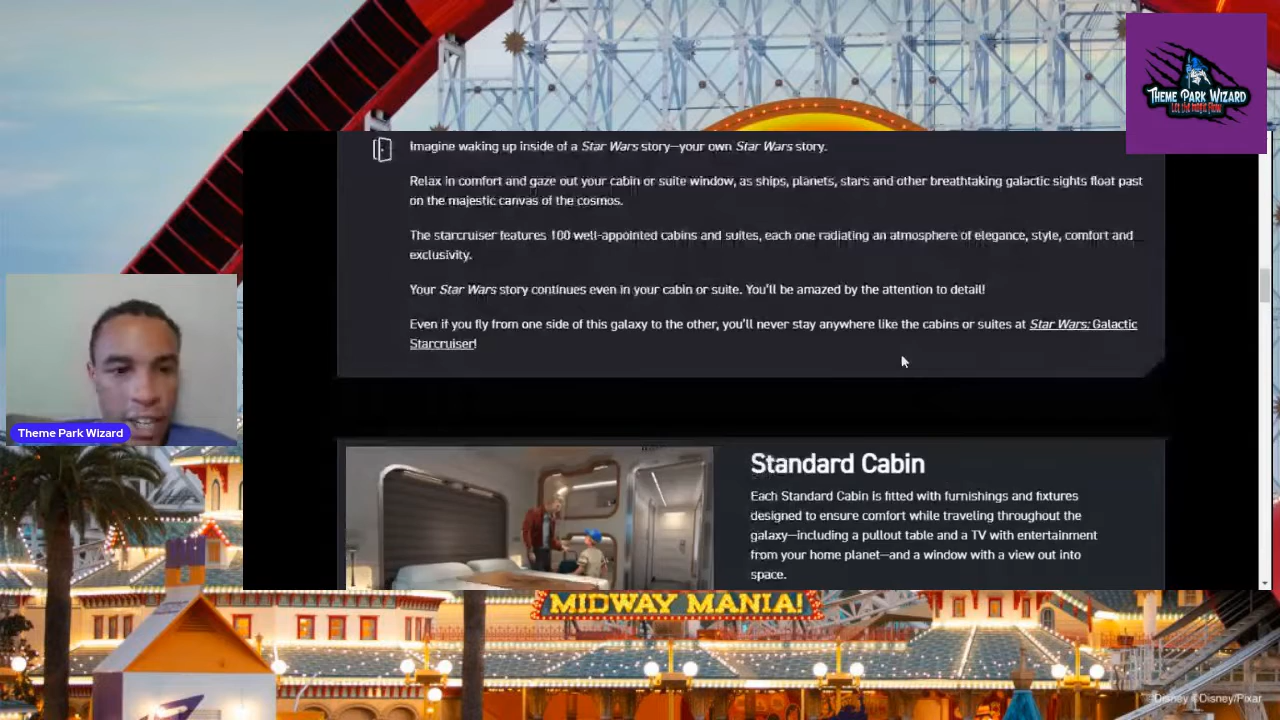 THEME PARK WIZARD
LET THE MAGIC FLOW
Imagine waking up inside of a Star Wars story—your own Star Wars story.
Relax in comfort and gaze out your cabin or suite window, as ships, planets, stars and other breathtaking galactic sights float past
on the majestic canvas of the cosmos.
The starcruiser features 100 well-appointed cabins and suites, each one radiating an atmosphere of elegance, style, comfort and
exclusivity.
Your Star Wars story continues even in your cabin or suite. You'll be amazed by the attention to detail!
Even if you fly from one side of this galaxy to the other, you'll never stay anywhere like the cabins or suites at Star Wars: Galactic
Starcruiser!
Theme Park Wizard
Standard Cabin
Each Standard Cabin is fitted with furnishings and fixtures
designed to ensure comfort while traveling throughout the
galaxy—including a pullout table and a TV with entertainment
from your home planet—and a window with a view out into
space.
MIDWAY MANIA!
©Disney ©Disney/Pixar